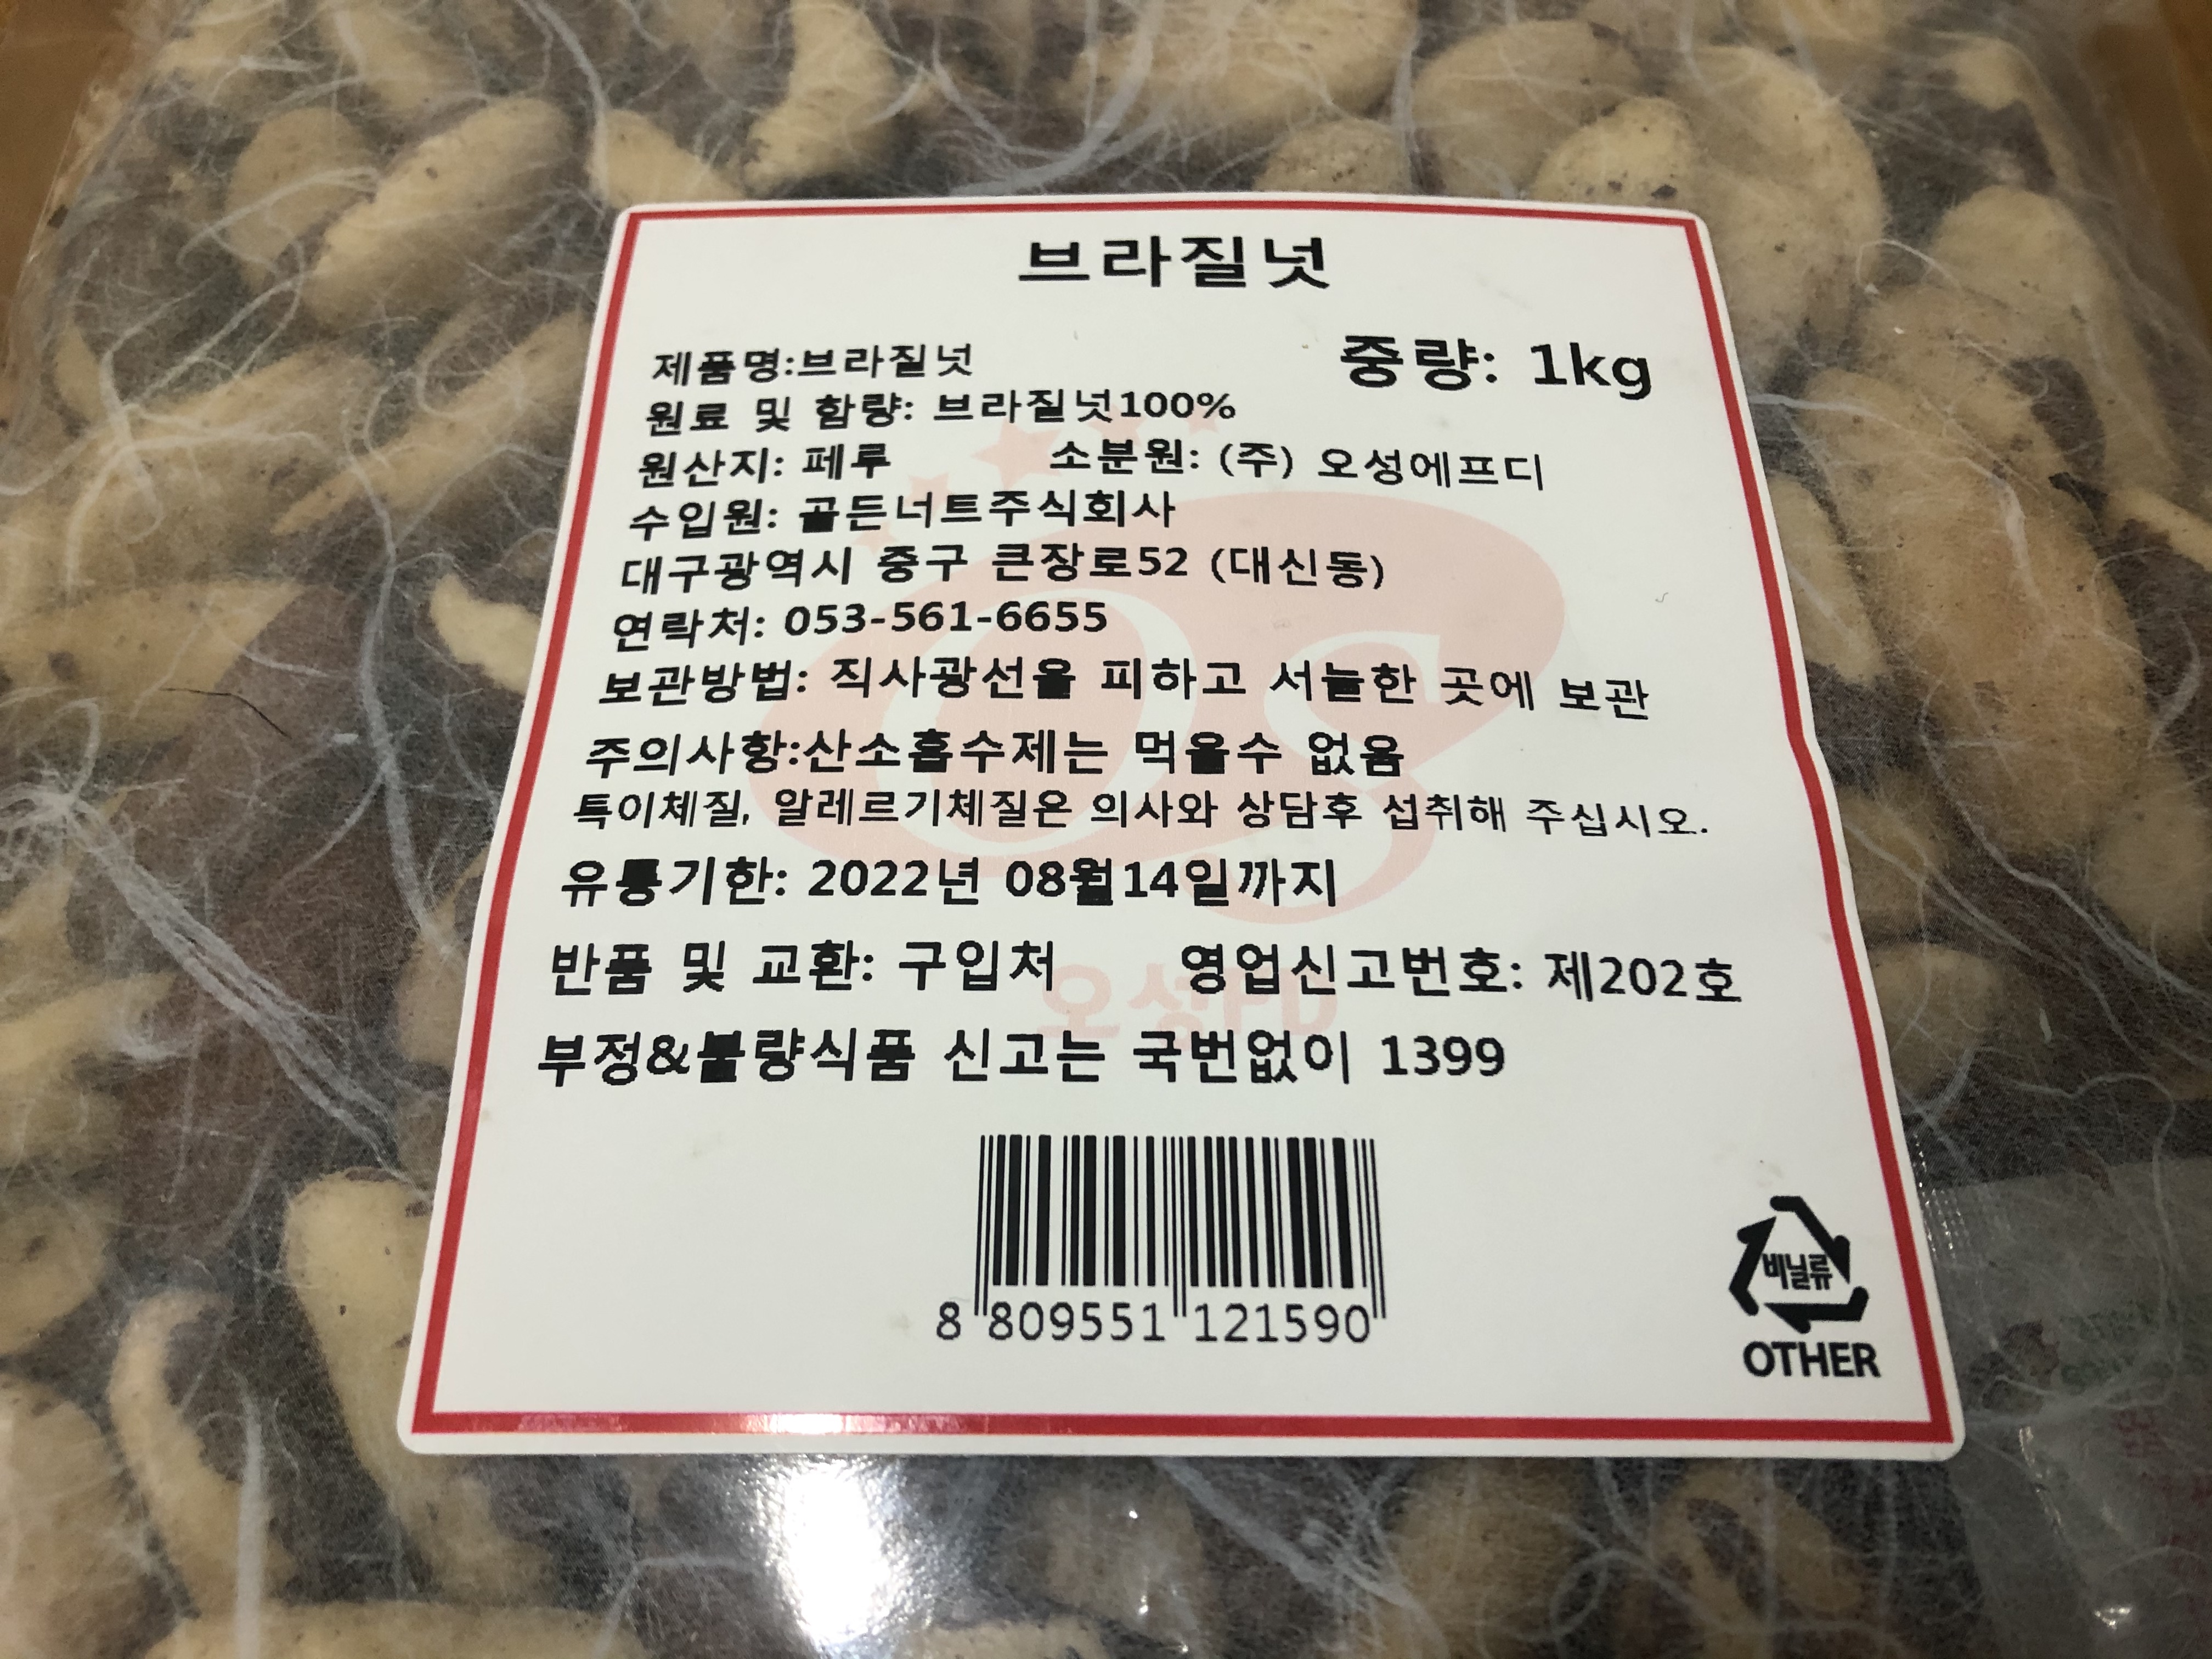 브라질넛
제품명:브라질넛
중량: 1kg
원료 및 함량: 브라질넛100%
원산지: 페루 소분원: (주) 오성에프디
수입원: 골든너트주식회사
대구광역시 중구 큰장로52 (대신동)
연락처: 053-561-6655
보관방법: 직사광선을 피하고 서늘한 곳에 보관
주의사항:산소흡수제는 먹을수 없음
특이체질, 알레르기체질은 의사와 상담후 섭취해 주십시오.
유통기한: 2022년 08월14일까지
반품 및 교환: 구입처 영업신고번호: 제202호
오성FD
부정&불량식품 신고는 국번없이 1399
8 809551 121590
비닐류
OTHER